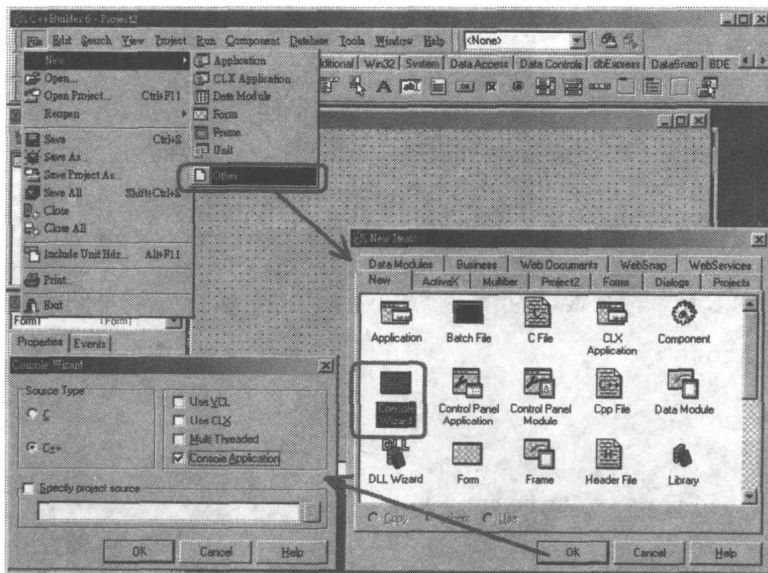 C++Builder 6 - Project2
File Edit Search View Project Run Component Database Tools Window Help <None>
New
Open...
Open Project... Ctrl+F11
Reopen
Save Ctrl+S
Save As...
Save Project As...
Save All Shift+Ctrl+S
Close
Close All
Include Unit Hdr... Alt+F11
Print...
Exit
Application
CLX Application
Data Module
Form
Frame
Unit
Other...
ditional Win32 System Data Access Data Controls dbExpress DataSnap BDE
Form1 TForm1
Properties Events
New Items
Data Modules Business Web Documents WebSnap WebServices
New ActiveX Multitier Project2 Forms Dialogs Projects
Application Batch File C File CLX Application Component
Console Wizard Control Panel Application Control Panel Module Cpp File Data Module
DLL Wizard Form Frame Header File Library
Copy Inherit Use
OK Cancel Help
Console Wizard
Source Type
C
C++
Use VCL
Use CLX
Multi Threaded
Console Application
Specify project source
OK Cancel Help